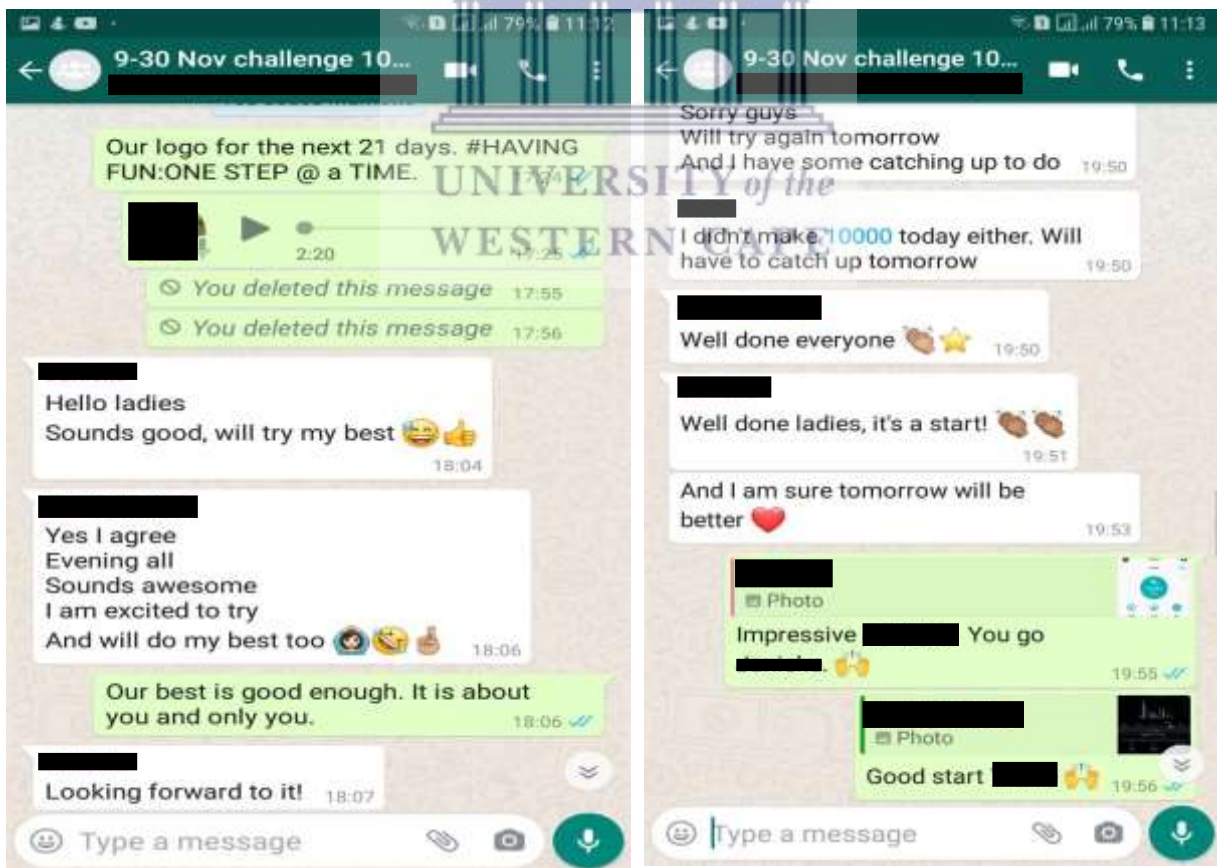 79% 11:12
9-30 Nov challenge 10...
Our logo for the next 21 days. #HAVING
FUN:ONE STEP @ a TIME.
2:20
You deleted this message 17:55
You deleted this message 17:56
Hello ladies
Sounds good, will try my best
18:04
Yes I agree
Evening all
Sounds awesome
I am excited to try
And will do my best too
18:06
Our best is good enough. It is about
you and only you.
18:06
Looking forward to it! 18:07
Type a message
79% 11:13
9-30 Nov challenge 10...
Sorry guys
Will try again tomorrow
And I have some catching up to do 19:50
I didn't make 10000 today either. Will
have to catch up tomorrow 19:50
Well done everyone 19:50
Well done ladies, it's a start!
19:51
And I am sure tomorrow will be
better
19:53
Photo
Impressive You go
19:55
Photo
Good start 19:56
Type a message
UNIVERSITY of the
WESTERN CAPE